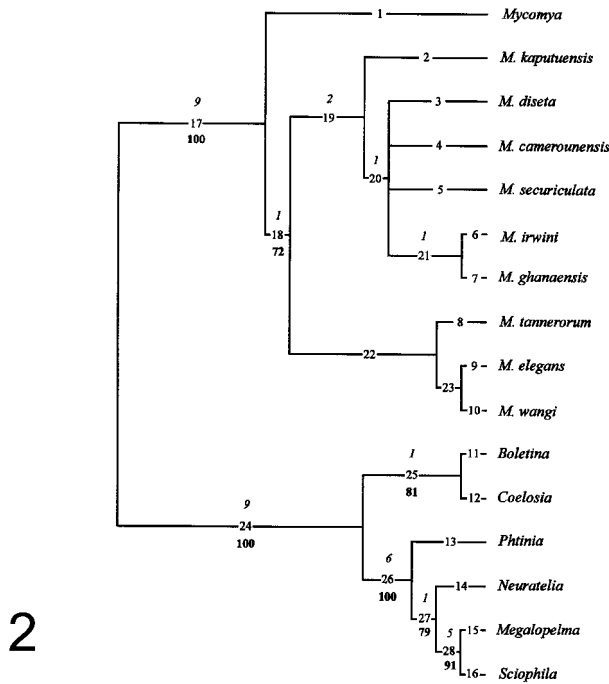 1 Mycomya
2 M. kaputuensis
9 2 3 M. diseta
17 19
100 4 M. camerounensis
1
20
5 M. securiculata
1 1 6 M. irwini
18 21
72 7 M. ghanaensis
8 M. tannerorum
22
9 M. elegans
23
10 M. wangi
1 11 Boletina
25
81 12 Coelosia
9
24
100 6 13 Phtinia
26
100 1 14 Neuratelia
27
79 5 15 Megalopelma
28
91 16 Sciophila
2